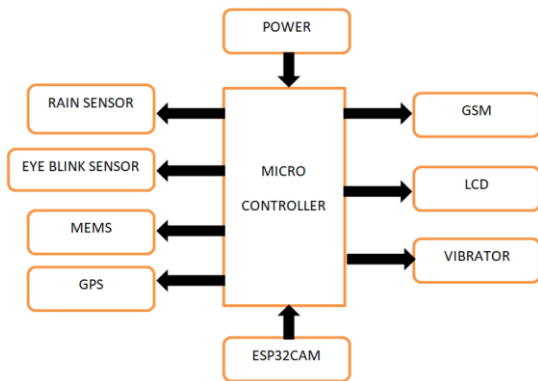 POWER
RAIN SENSOR
EYE BLINK SENSOR
MEMS
GPS
MICRO
CONTROLLER
GSM
LCD
VIBRATOR
ESP32CAM